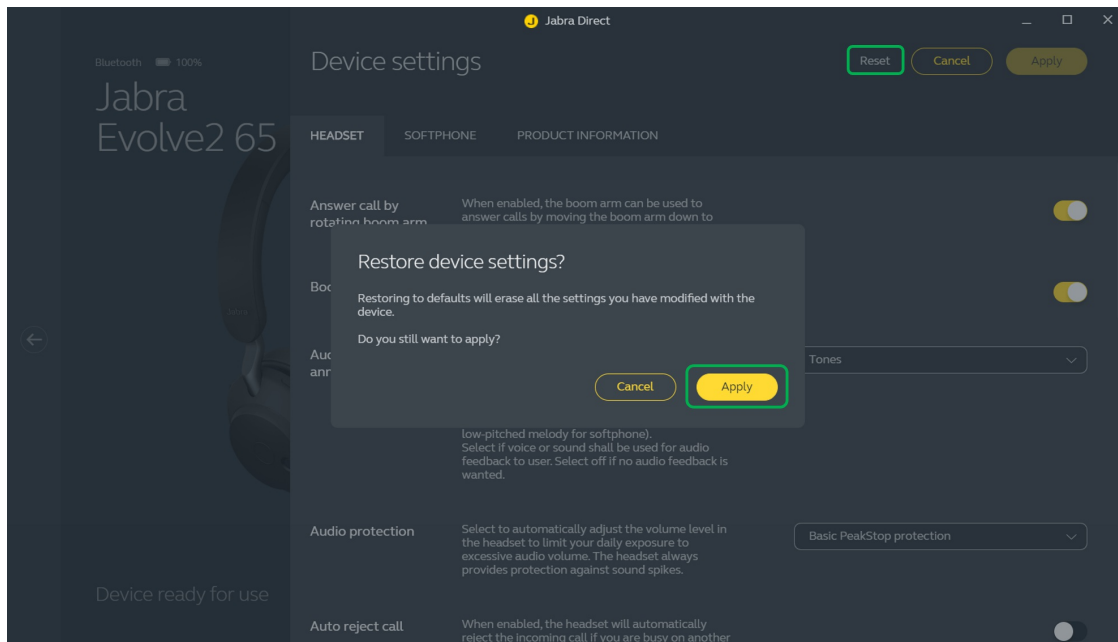 Jabra Direct
Bluetooth 100%
Jabra
Evolve2 65
Device settings
Reset Cancel Apply
HEADSET SOFTPHONE PRODUCT INFORMATION
Answer call by
rotating boom arm
When enabled, the boom arm can be used to
answer calls by moving the boom arm down to
Restore device settings?
Restoring to defaults will erase all the settings you have modified with the
device.
Do you still want to apply?
Cancel Apply
Tones
low-pitched melody for softphone).
Select if voice or sound shall be used for audio
feedback to user. Select off if no audio feedback is
wanted.
Audio protection
Select to automatically adjust the volume level in
the headset to limit your daily exposure to
excessive audio volume. The headset always
provides protection against sound spikes.
Basic PeakStop protection
Device ready for use
Auto reject call
When enabled, the headset will automatically
reject the incoming call if you are busy on another